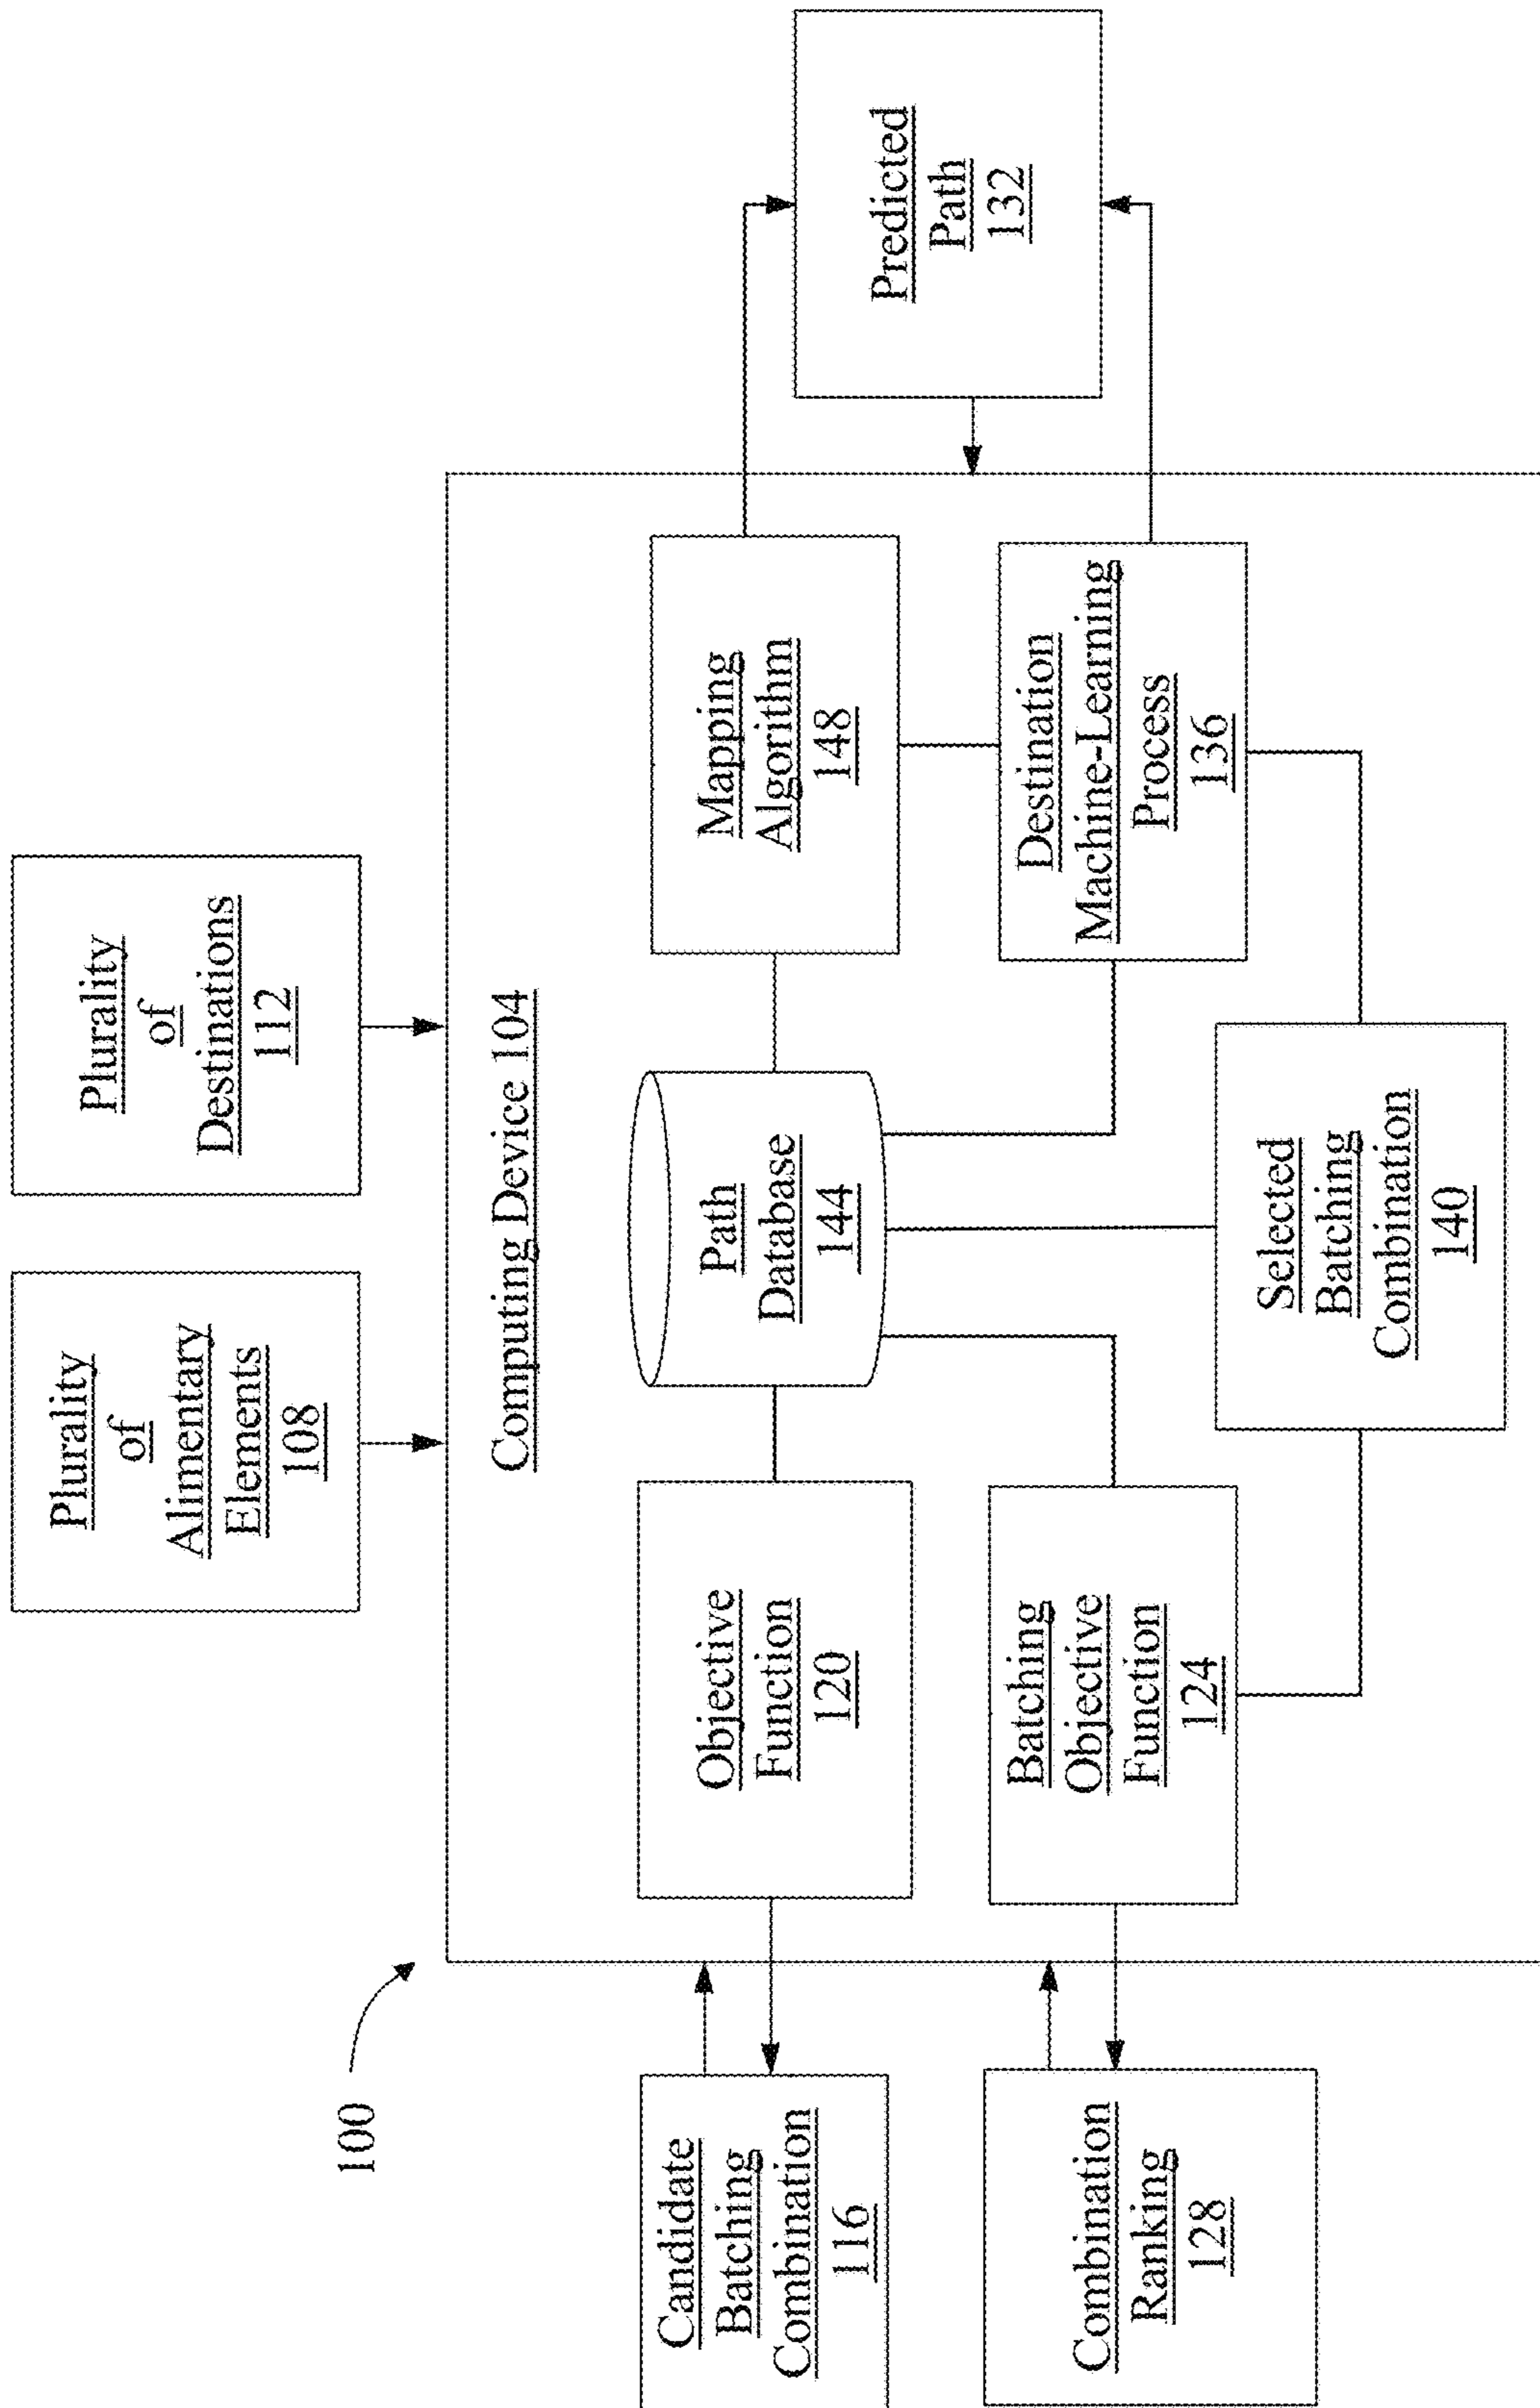 100
Plurality
of
Alimentary
Elements
108
Plurality
of
Destinations
112
Computing Device 104
Candidate
Batching
Combination
116
Objective
Function
120
Path
Database
144
Mapping
Algorithm
148
Predicted
Path
132
Combination
Ranking
128
Batching
Objective
Function
124
Destination
Machine-Learning
Process
136
Selected
Batching
Combination
140